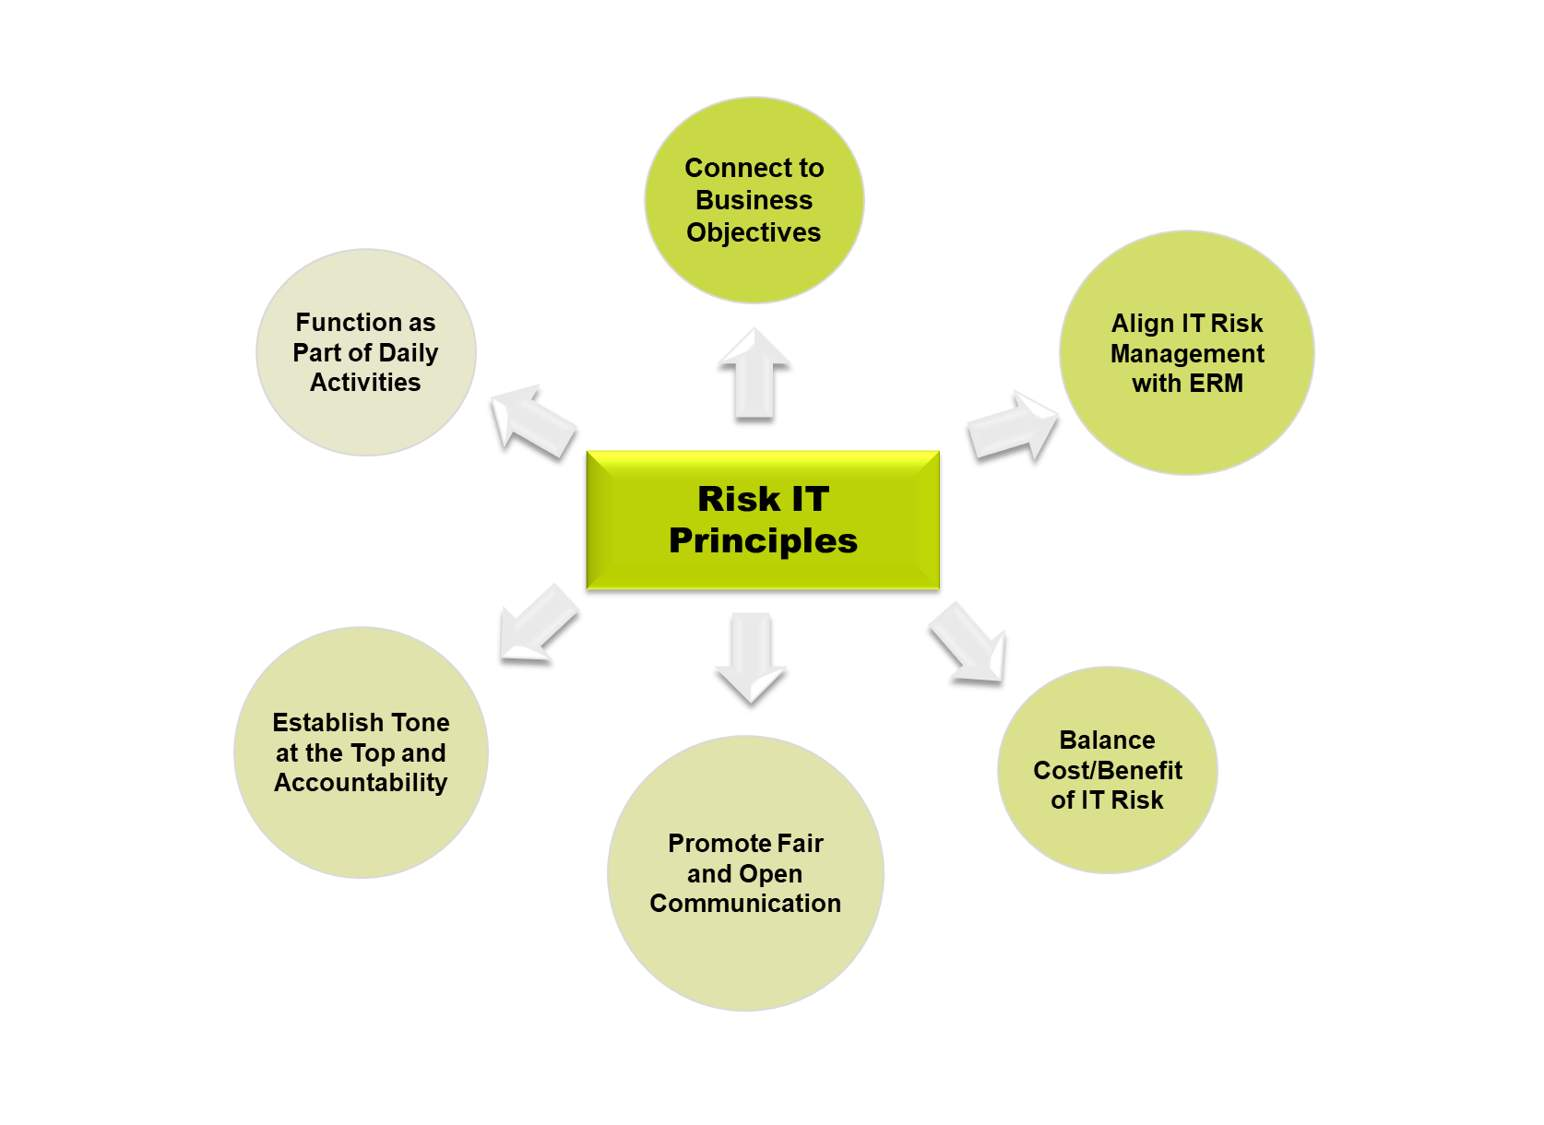 Connect to
Business
Objectives
Function as
Part of Daily
Activities
Align IT Risk
Management
with ERM
Risk IT
Principles
Establish Tone
at the Top and
Accountability
Balance
Cost/Benefit
of IT Risk
Promote Fair
and Open
Communication